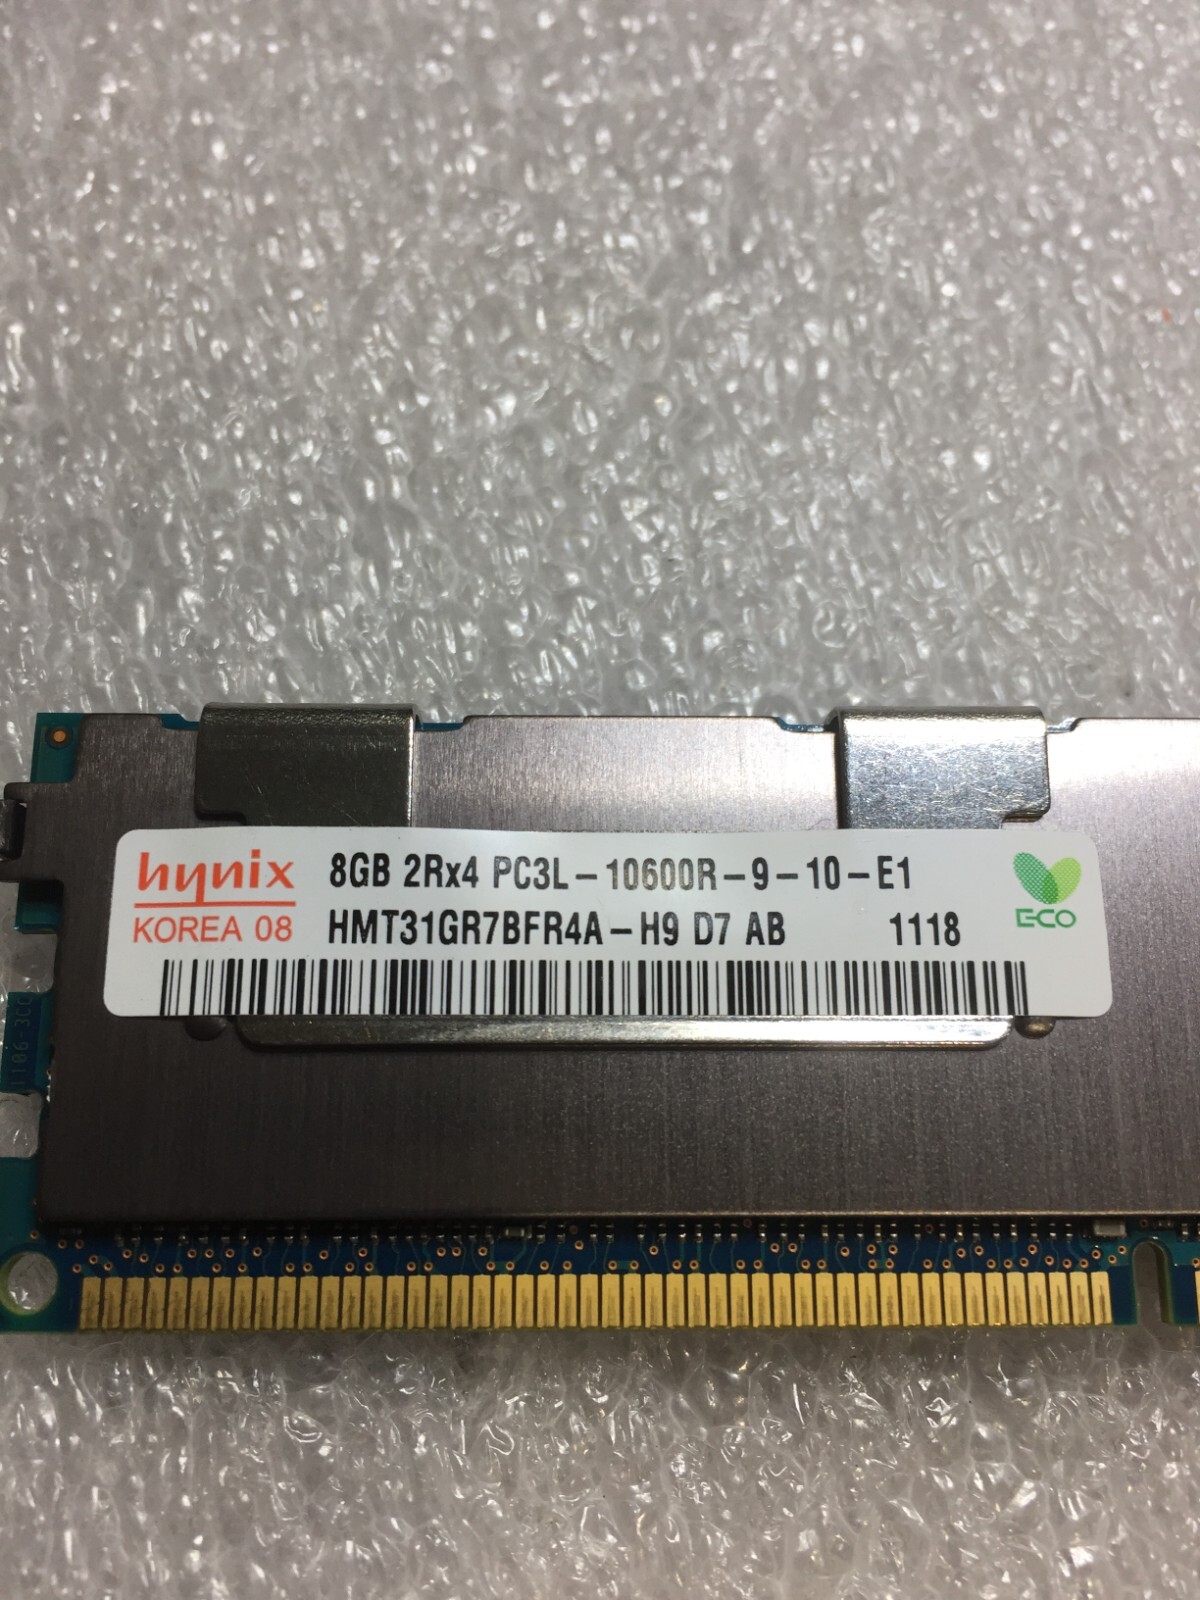 hynix
KOREA 08
8GB 2Rx4 PC3L-10600R-9-10-E1
HMT31GR7BFR4A-H9 D7 AB 1118
ECO